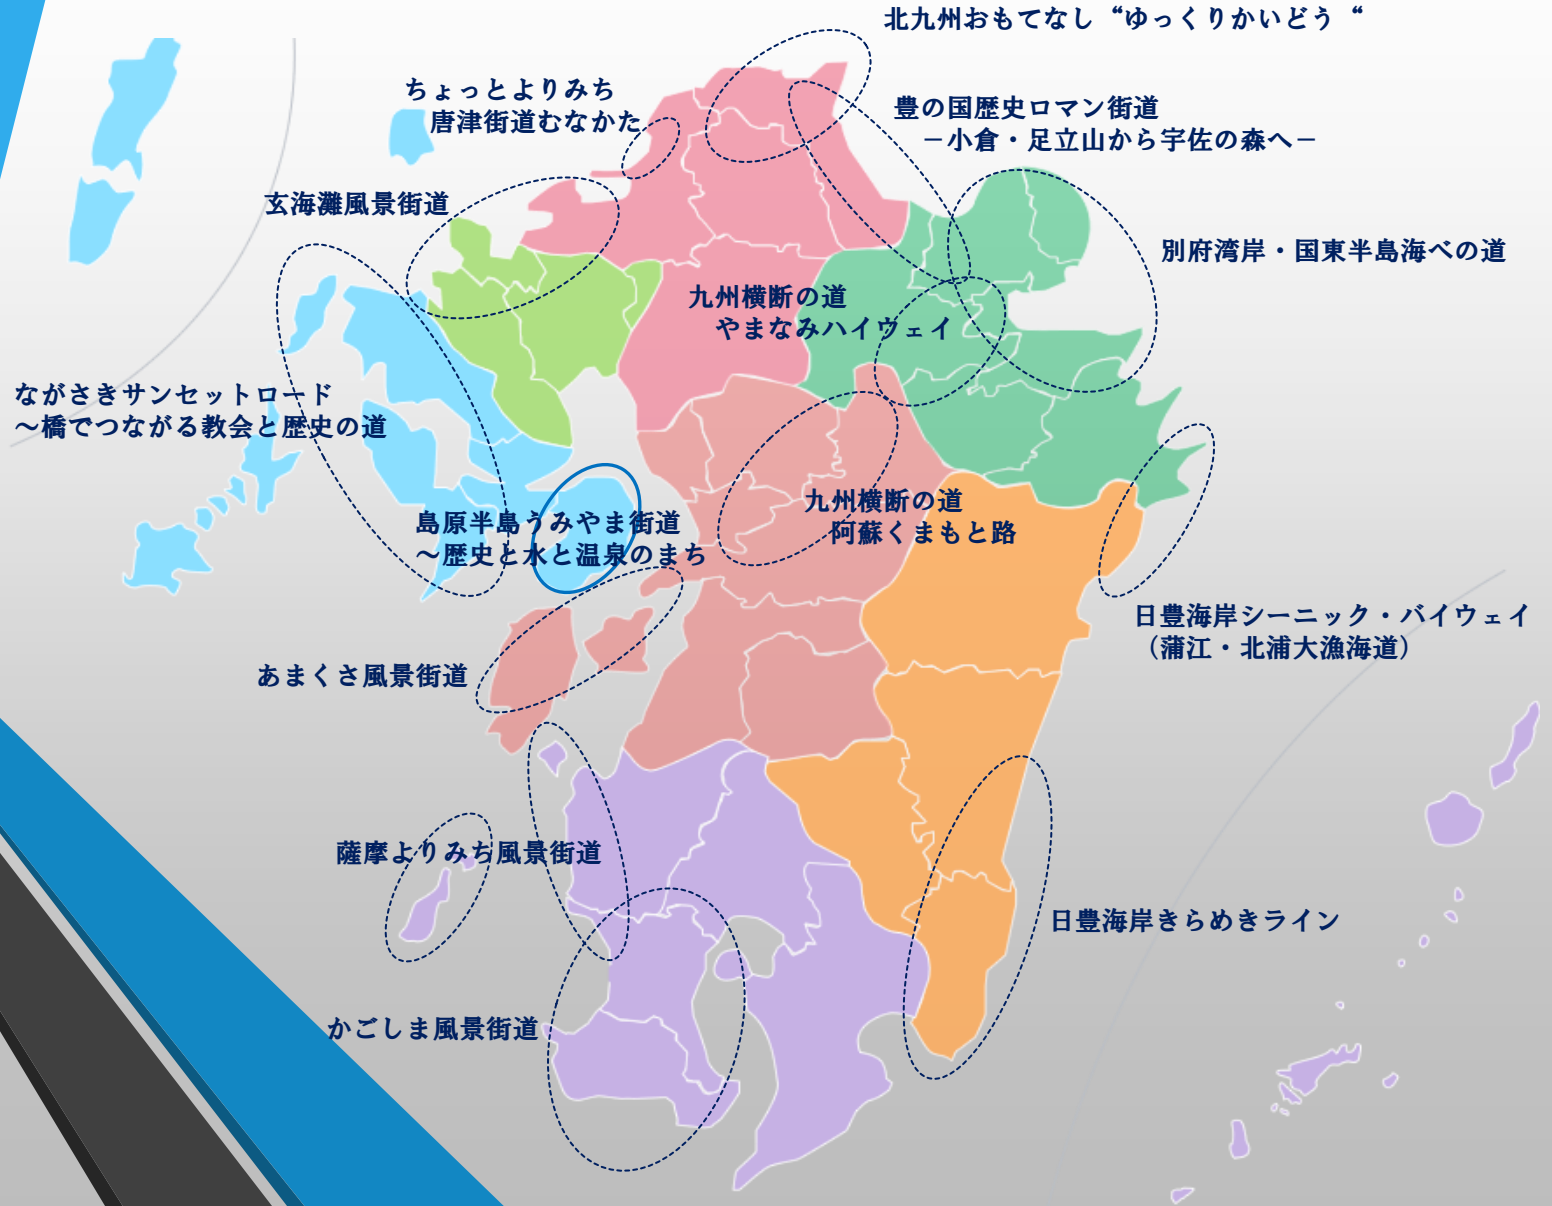 北九州おもてなし“ゆっくりかいどう“
ちょっとよりみち
唐津街道むなかた
豊の国歴史ロマン街道
－小倉・足立山から宇佐の森へ－
玄海灘風景街道
別府湾岸・国東半島海べの道
九州横断の道
やまなみハイウェイ
ながさきサンセットロード
～橋でつながる教会と歴史の道
九州横断の道
阿蘇くまもと路
島原半島うみやま街道
～歴史と水と温泉のまち
日豊海岸シーニック・バイウェイ
（蒲江・北浦大漁海道）
あまくさ風景街道
薩摩よりみち風景街道
日豊海岸きらめきライン
かごしま風景街道